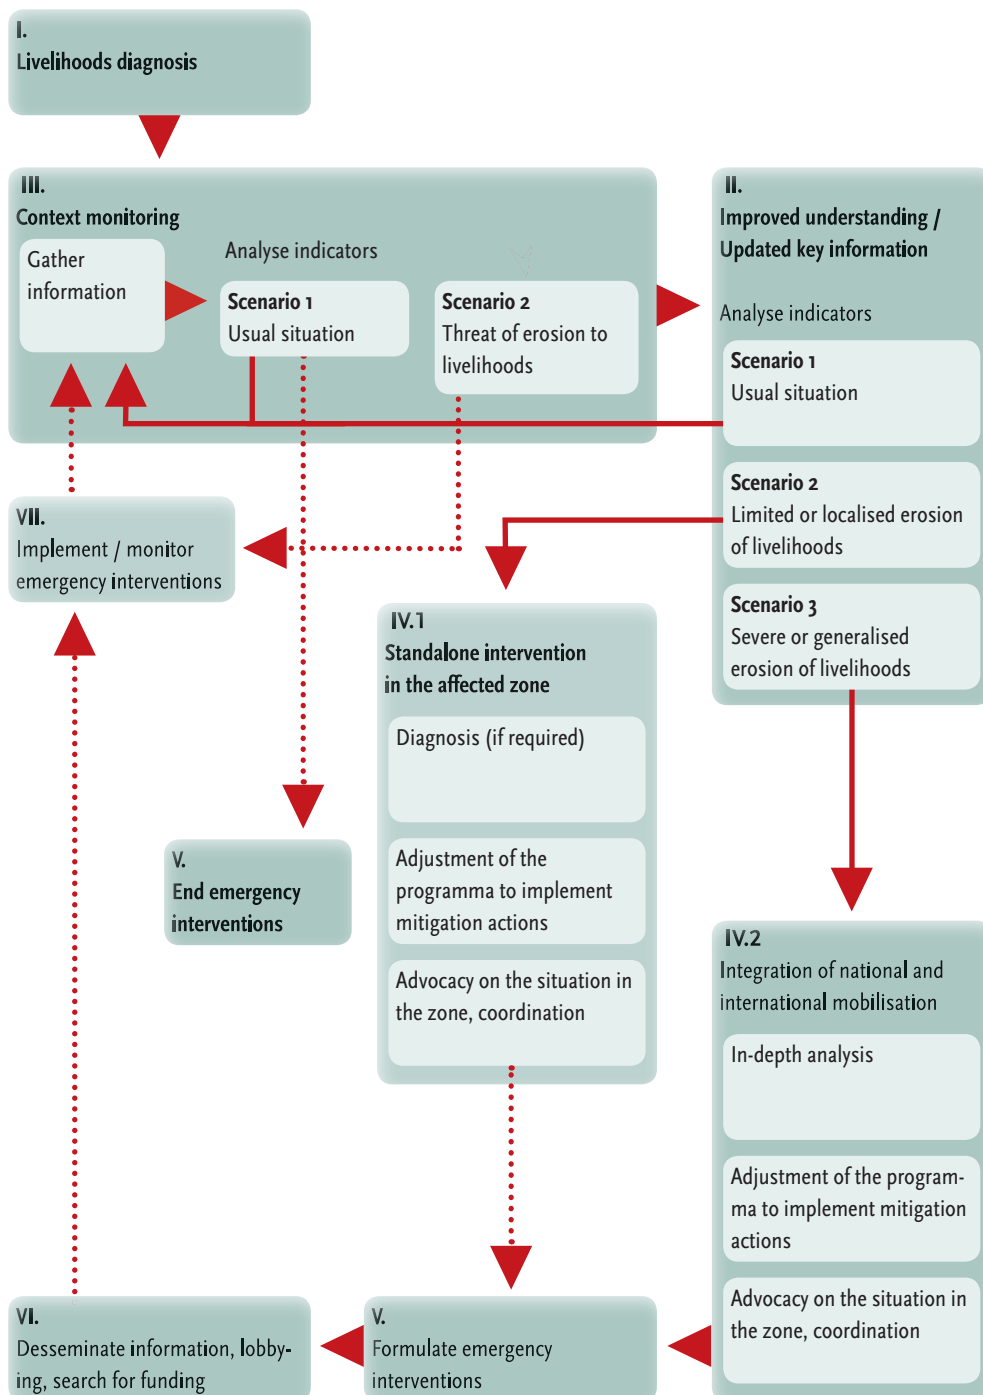 I.
Livelihoods diagnosis
III.
Context monitoring
Gather
information
Analyse indicators
Scenario 1
Usual situation
Scenario 2
Threat of erosion to
livelihoods
II.
Improved understanding /
Updated key information
Analyse indicators
Scenario 1
Usual situation
Scenario 2
Limited or localised erosion
of livelihoods
Scenario 3
Severe or generalised
erosion of livelihoods
VII.
Implement / monitor
emergency interventions
IV.1
Standalone intervention
in the affected zone
Diagnosis (if required)
Adjustment of the
programma to implement
mitigation actions
Advocacy on the situation in
the zone, coordination
V.
End emergency
interventions
IV.2
Integration of national and
international mobilisation
In-depth analysis
Adjustment of the program-
ma to implement mitigation
actions
Advocacy on the situation in
the zone, coordination
VI.
Desseminate information, lobby-
ing, search for funding
V.
Formulate emergency
interventions